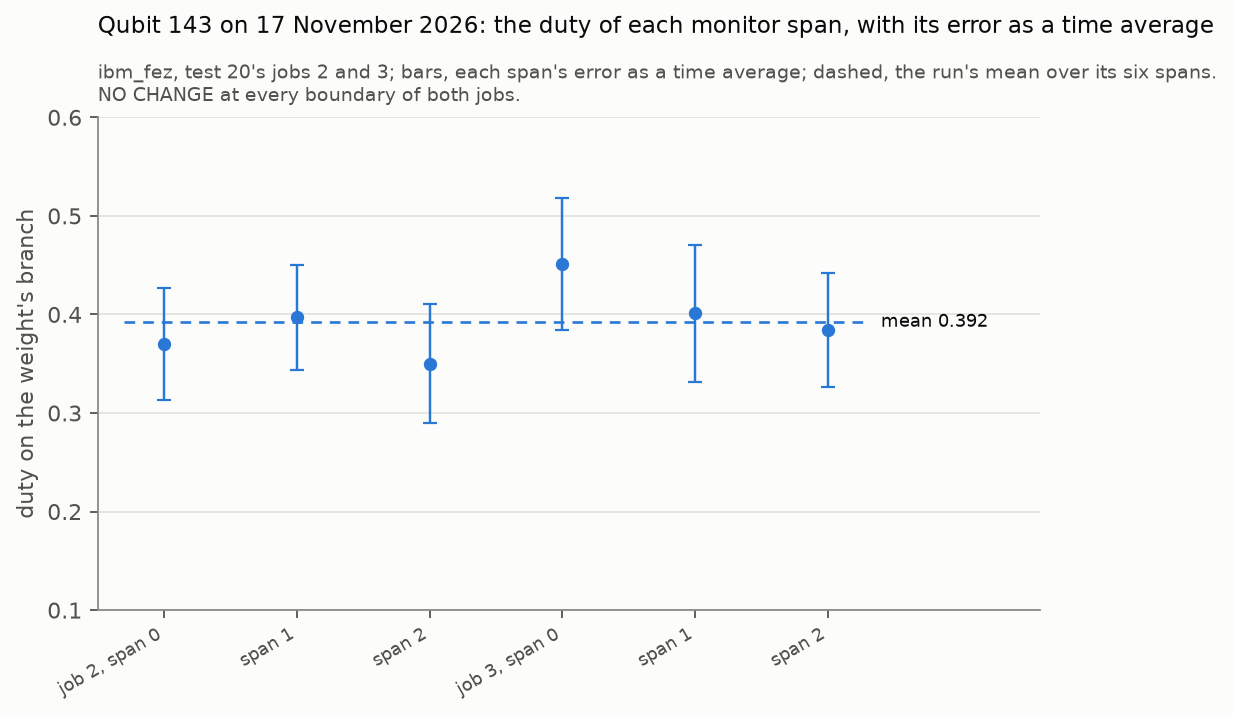 Qubit 143 on 17 November 2026: the duty of each monitor span, with its error as a time average
ibm_fez, test 20's jobs 2 and 3; bars, each span's error as a time average; dashed, the run's mean over its six spans.
NO CHANGE at every boundary of both jobs.
duty on the weight's branch
0.6
0.5
0.4
0.3
0.2
0.1
mean 0.392
job 2, span 0
span 1
span 2
job 3, span 0
span 1
span 2